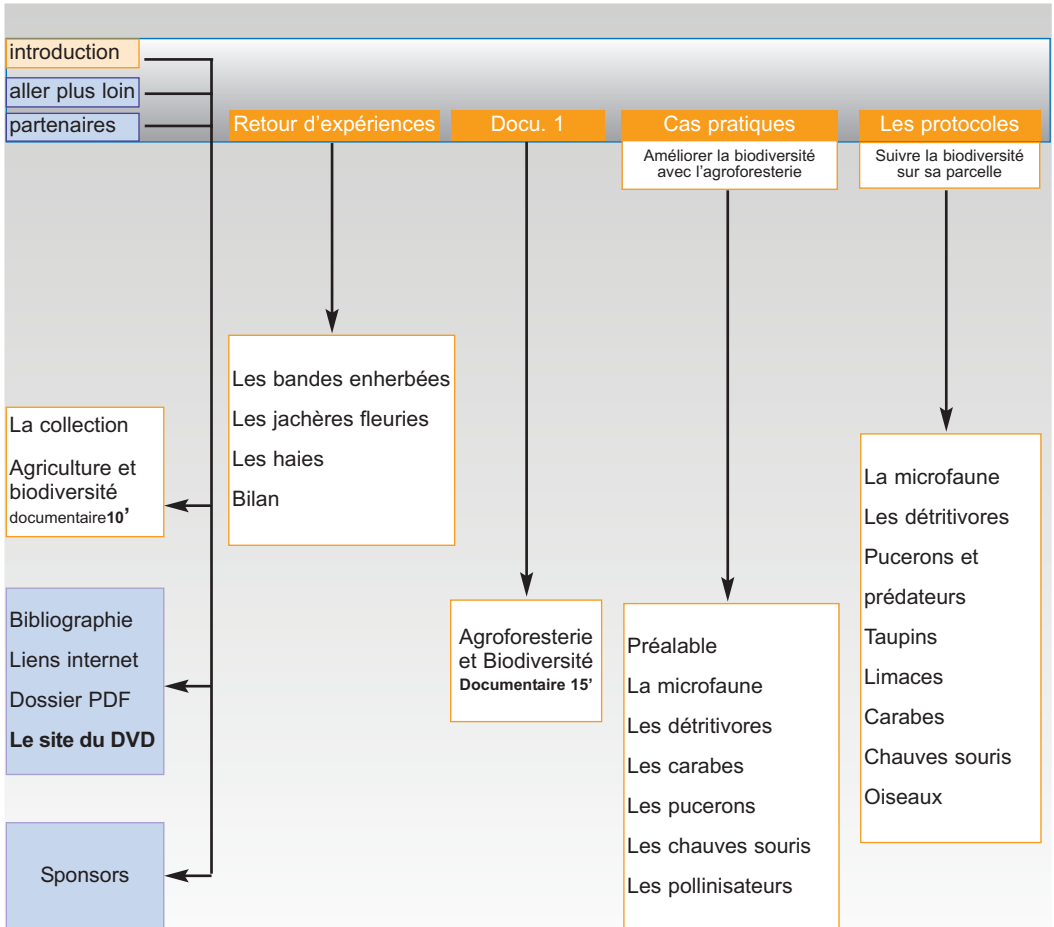 introduction
aller plus loin
partenaires
Retour d’expériences
Docu. 1
Cas pratiques
Améliorer la biodiversité
avec l’agroforesterie
Les protocoles
Suivre la biodiversité
sur sa parcelle
La collection
Agriculture et
biodiversité
documentaire10’
Bibliographie
Liens internet
Dossier PDF
Le site du DVD
Sponsors
Les bandes enherbées
Les jachères fleuries
Les haies
Bilan
Agroforesterie
et Biodiversité
Documentaire 15’
Préalable
La microfaune
Les détritivores
Les carabes
Les pucerons
Les chauves souris
Les pollinisateurs
La microfaune
Les détritivores
Pucerons et
prédateurs
Taupins
Limaces
Carabes
Chauves souris
Oiseaux